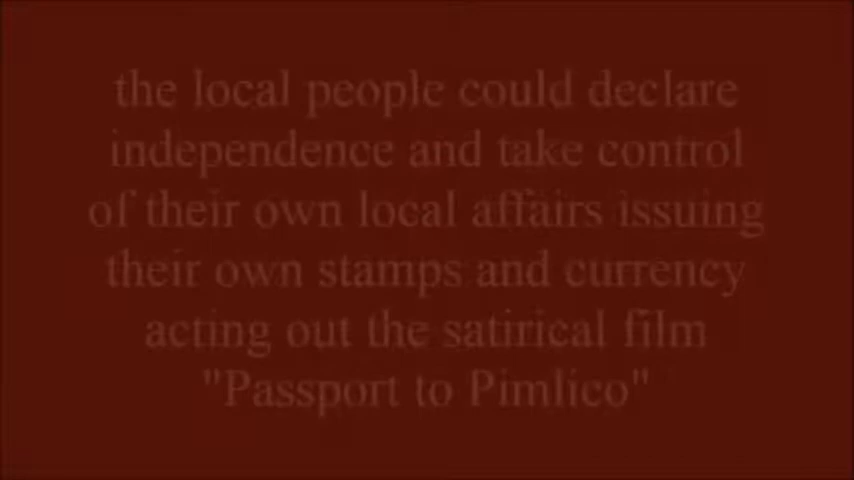 the local people could declare
independence and take control
of their own local affairs issuing
their own stamps and currency
acting out the satirical film
"Passport to Pimlico"